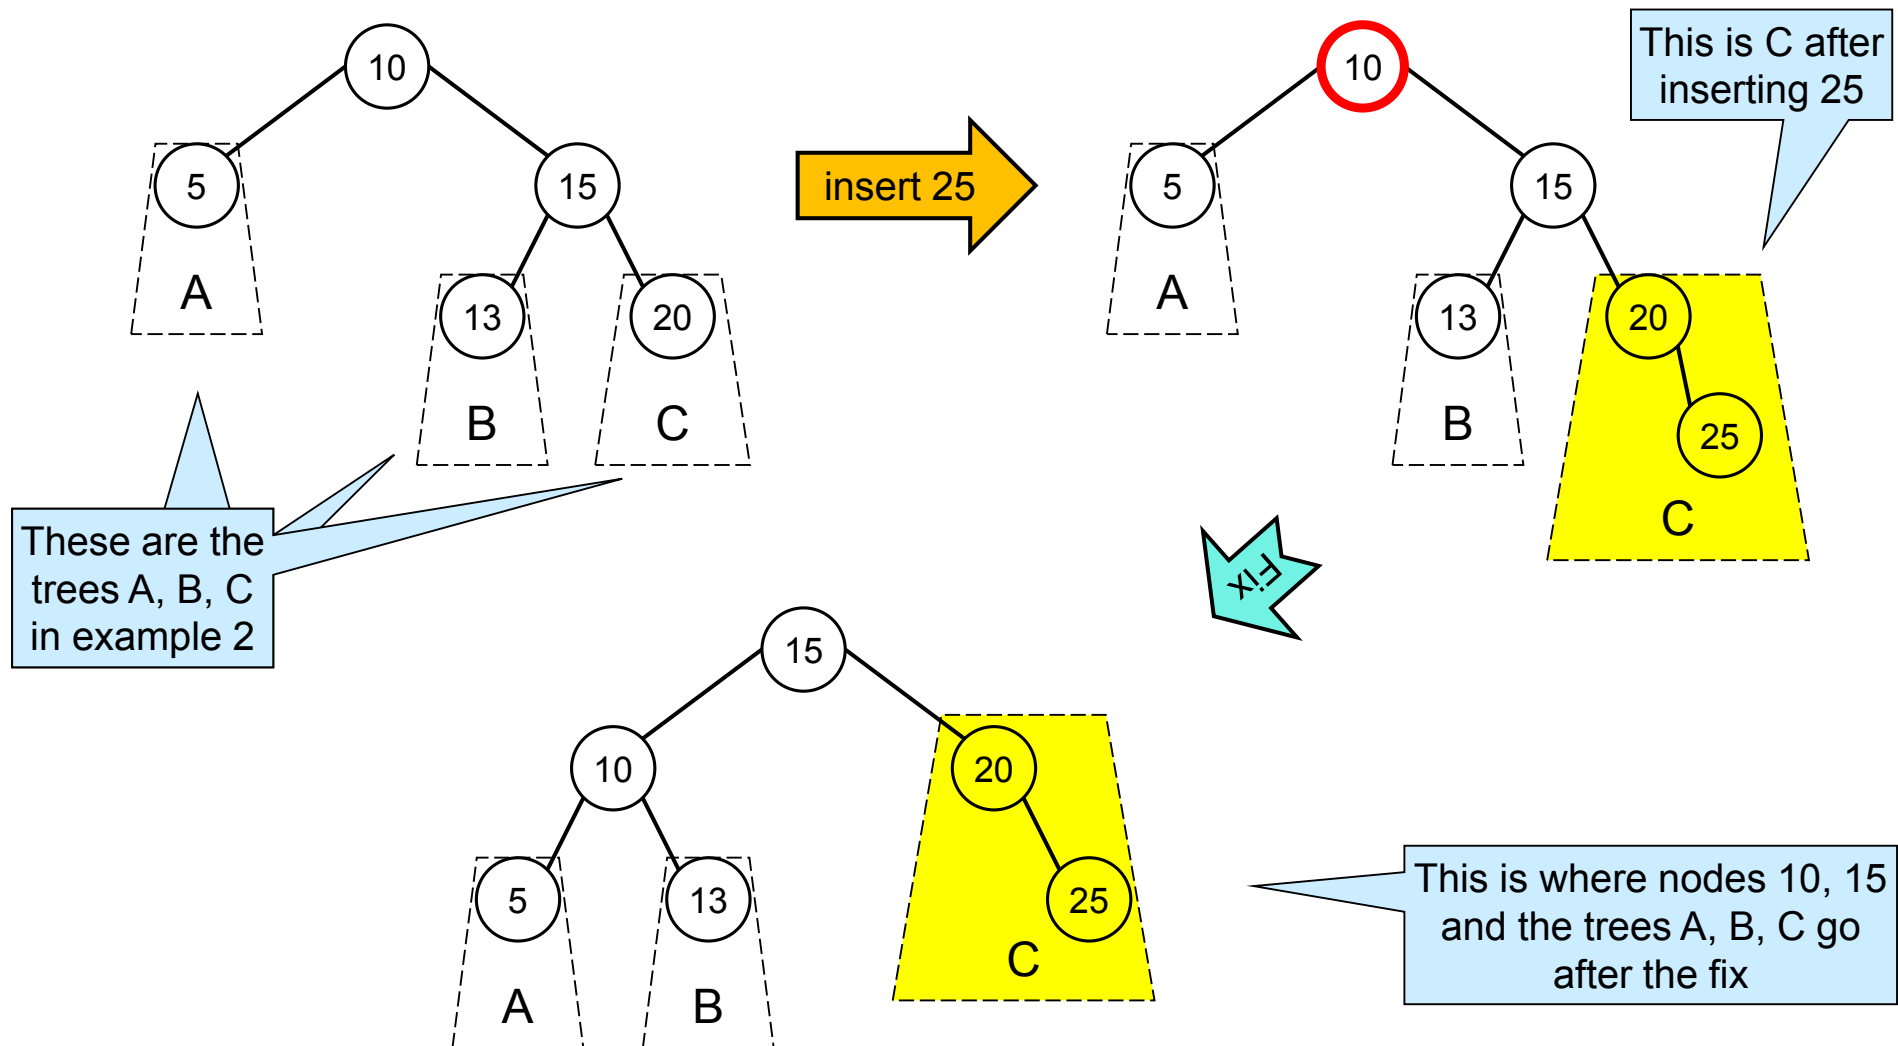 10
5
15
A
13
20
B
C
These are the
trees A, B, C
in example 2
insert 25
10
5
15
A
13
20
B
25
C
This is C after
inserting 25
Fix
15
10
20
5
13
25
A
B
C
This is where nodes 10, 15
and the trees A, B, C go
after the fix